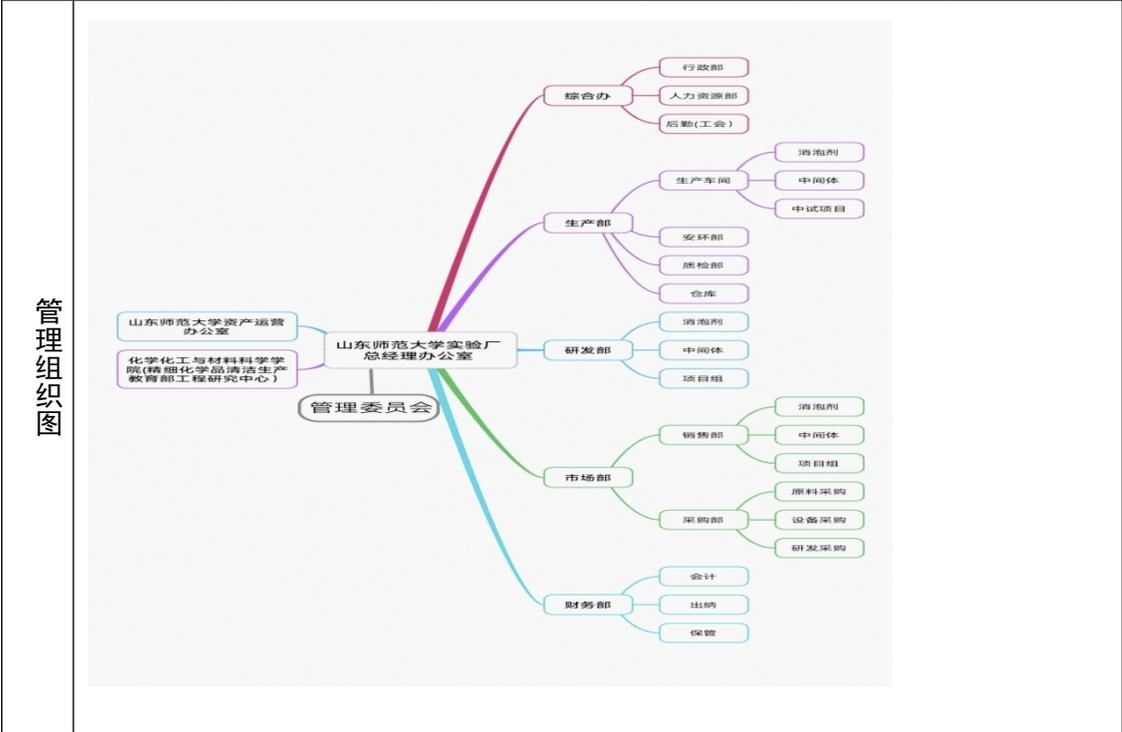 管理组织图
行政部
综合办
人力资源部
后勤(工会）
消泡剂
生产车间
中间体
中试项目
生产部
安环部
质检部
仓库
山东师范大学资产运营
办公室
化学化工与材料科学学
院(精细化学品清洁生产
教育部工程研究中心）
山东师范大学实验厂
总经理办公室
管理委员会
消泡剂
研发部
中间体
项目组
消泡剂
销售部
中间体
项目组
市场部
原料采购
采购部
设备采购
研发采购
会计
财务部
出纳
保管